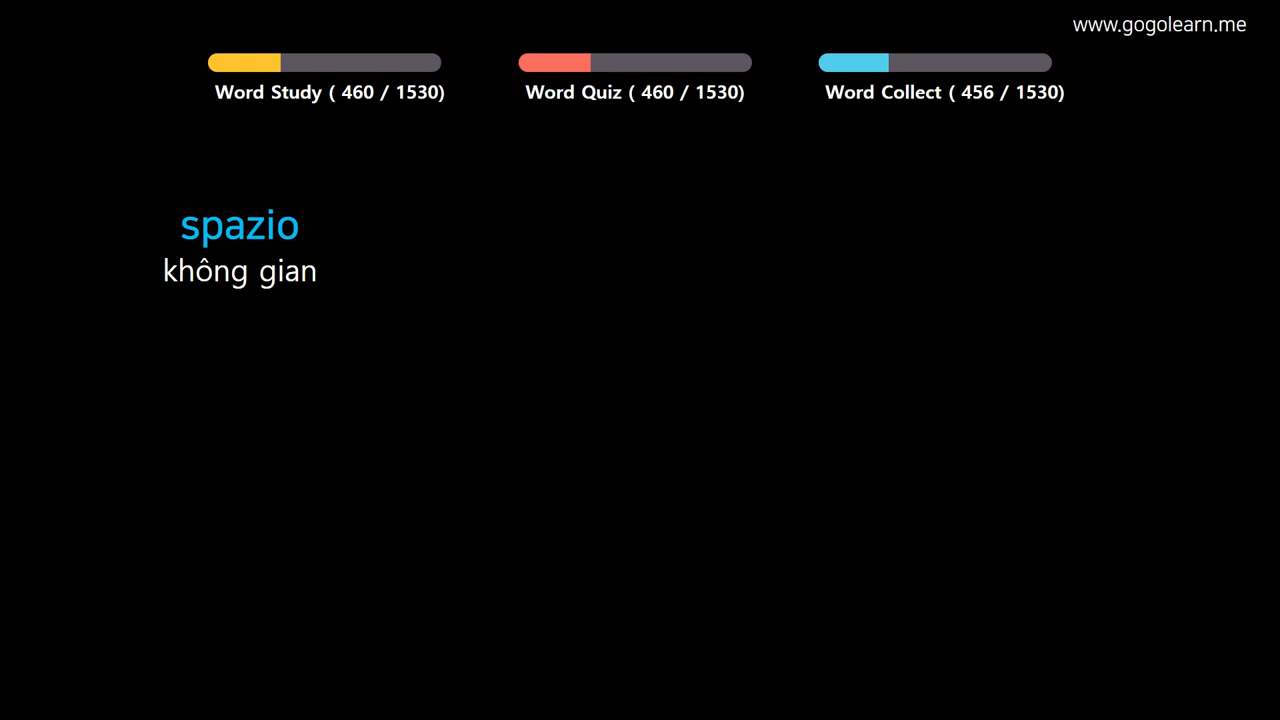 www.gogolearn.me
Word Study ( 460 / 1530)
Word Quiz ( 460 / 1530)
Word Collect ( 456 / 1530)
spazio
không gian